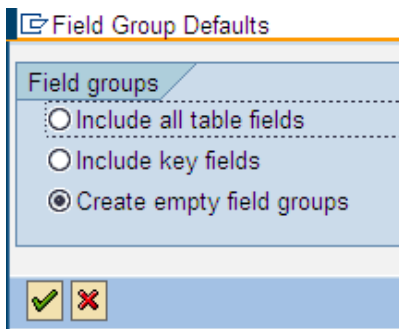 Field Group Defaults
Field groups
Include all table fields
Include key fields
Create empty field groups